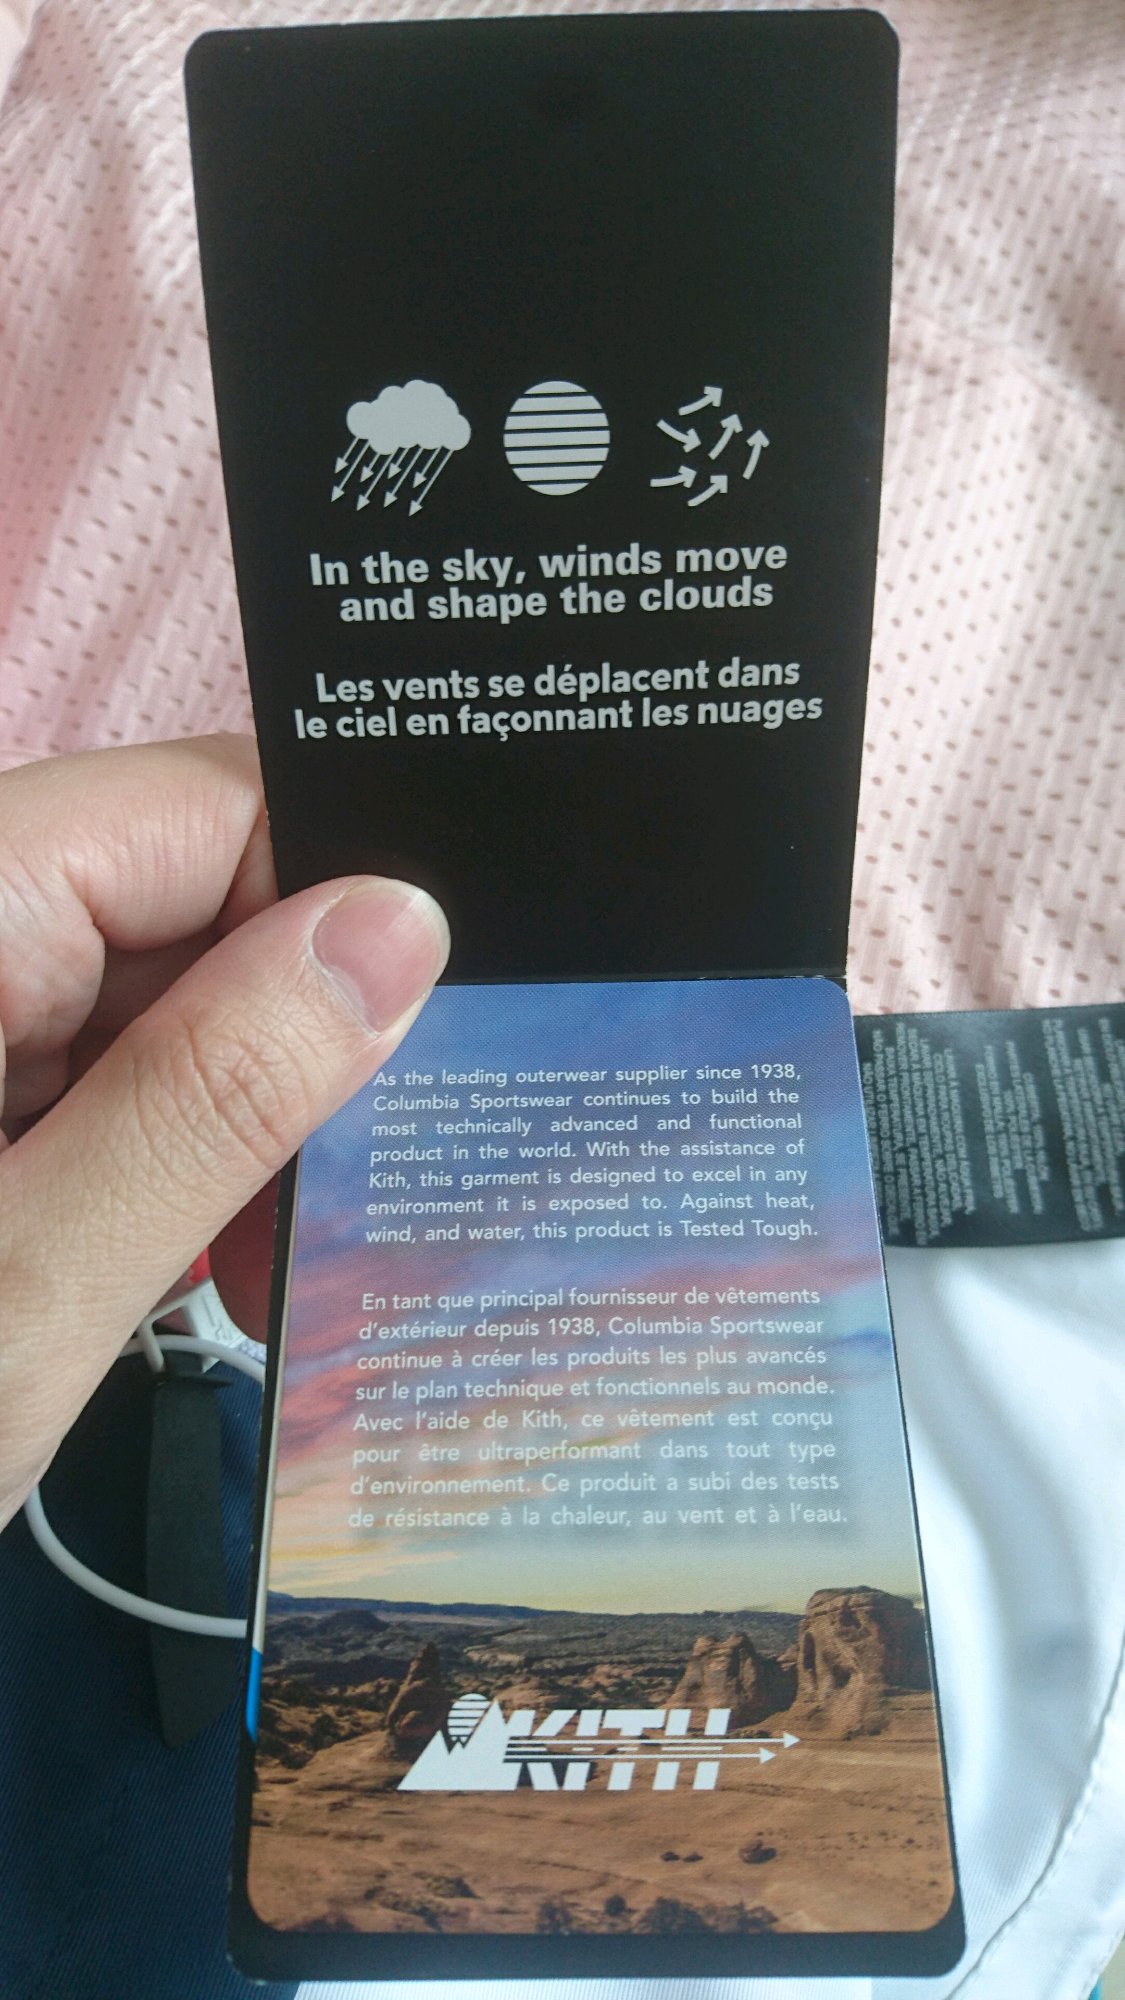 In the sky, winds move
and shape the clouds
Les vents se déplacent dans
le ciel en façonnant les nuages
As the leading outerwear supplier since 1938,
Columbia Sportswear continues to build the
most technically advanced and functional
product in the world. With the assistance of
Kith, this garment is designed to excel in any
environment it is exposed to. Against heat,
wind, and water, this product is Tested Tough.
En tant que principal fournisseur de vêtements
d'extérieur depuis 1938, Columbia Sportswear
continue à créer les produits les plus avancés
sur le plan technique et fonctionnels au monde.
Avec l'aide de Kith, ce vêtement est conçu
pour être ultraperformant dans tout type
d'environnement. Ce produit a subi des tests
de résistance à la chaleur, au vent et à l'eau.
KITH